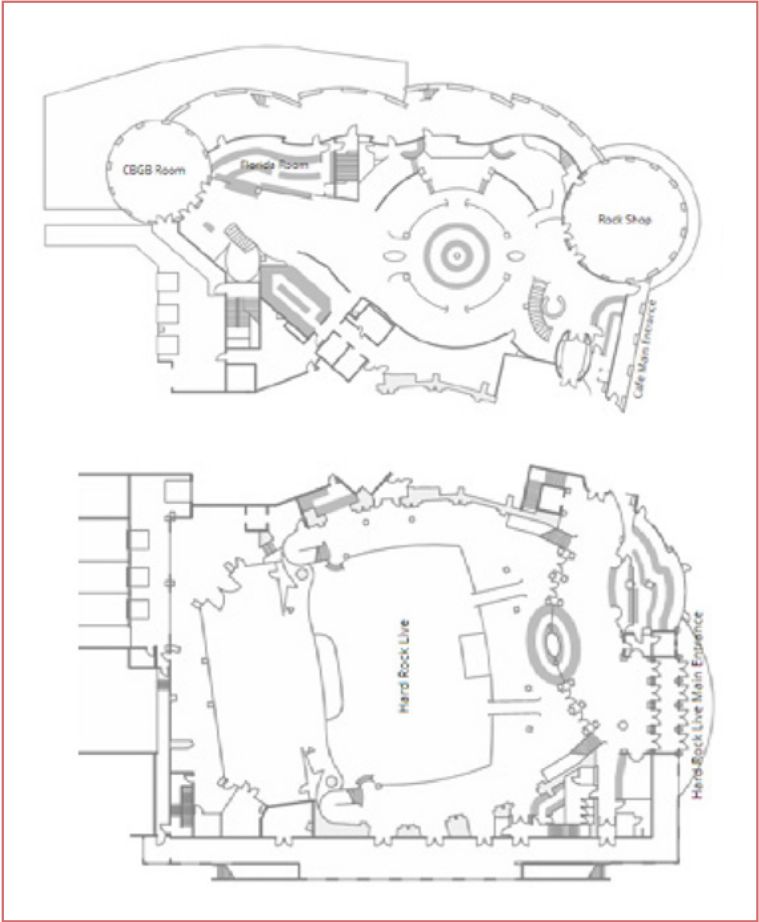 CBGB Room
Florida Room
Rock Shop
Cafe Main Entrance
Hard Rock Live
Hard Rock Live Main Entrance